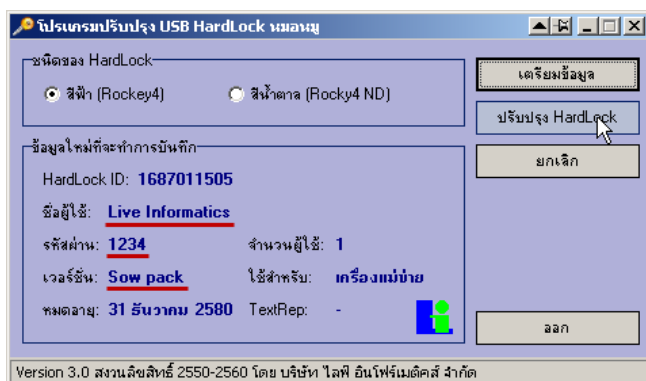 โปรแกรมปรับปรุง USB HardLock หมอหมู
ชนิดของ HardLock
สีฟ้า (Rockey4)
สีน้ำตาล (Rocky4 ND)
เตรียมข้อมูล
ปรับปรุง HardLock
ยกเลิก
ข้อมูลใหม่ที่จะทำการบันทึก
HardLock ID: 1687011505
ชื่อผู้ใช้: Live Informatics
รหัสผ่าน: 1234 จำนวนผู้ใช้: 1
เวอร์ชั่น: Sow pack ใช้สำหรับ: เครื่องแม่ข่าย
หมดอายุ: 31 ธันวาคม 2580 TextRep: -
ออก
Version 3.0 สงวนลิขสิทธิ์ 2550-2560 โดย บริษัท ไลฟ์ อินโฟร์เมติคส์ จำกัด